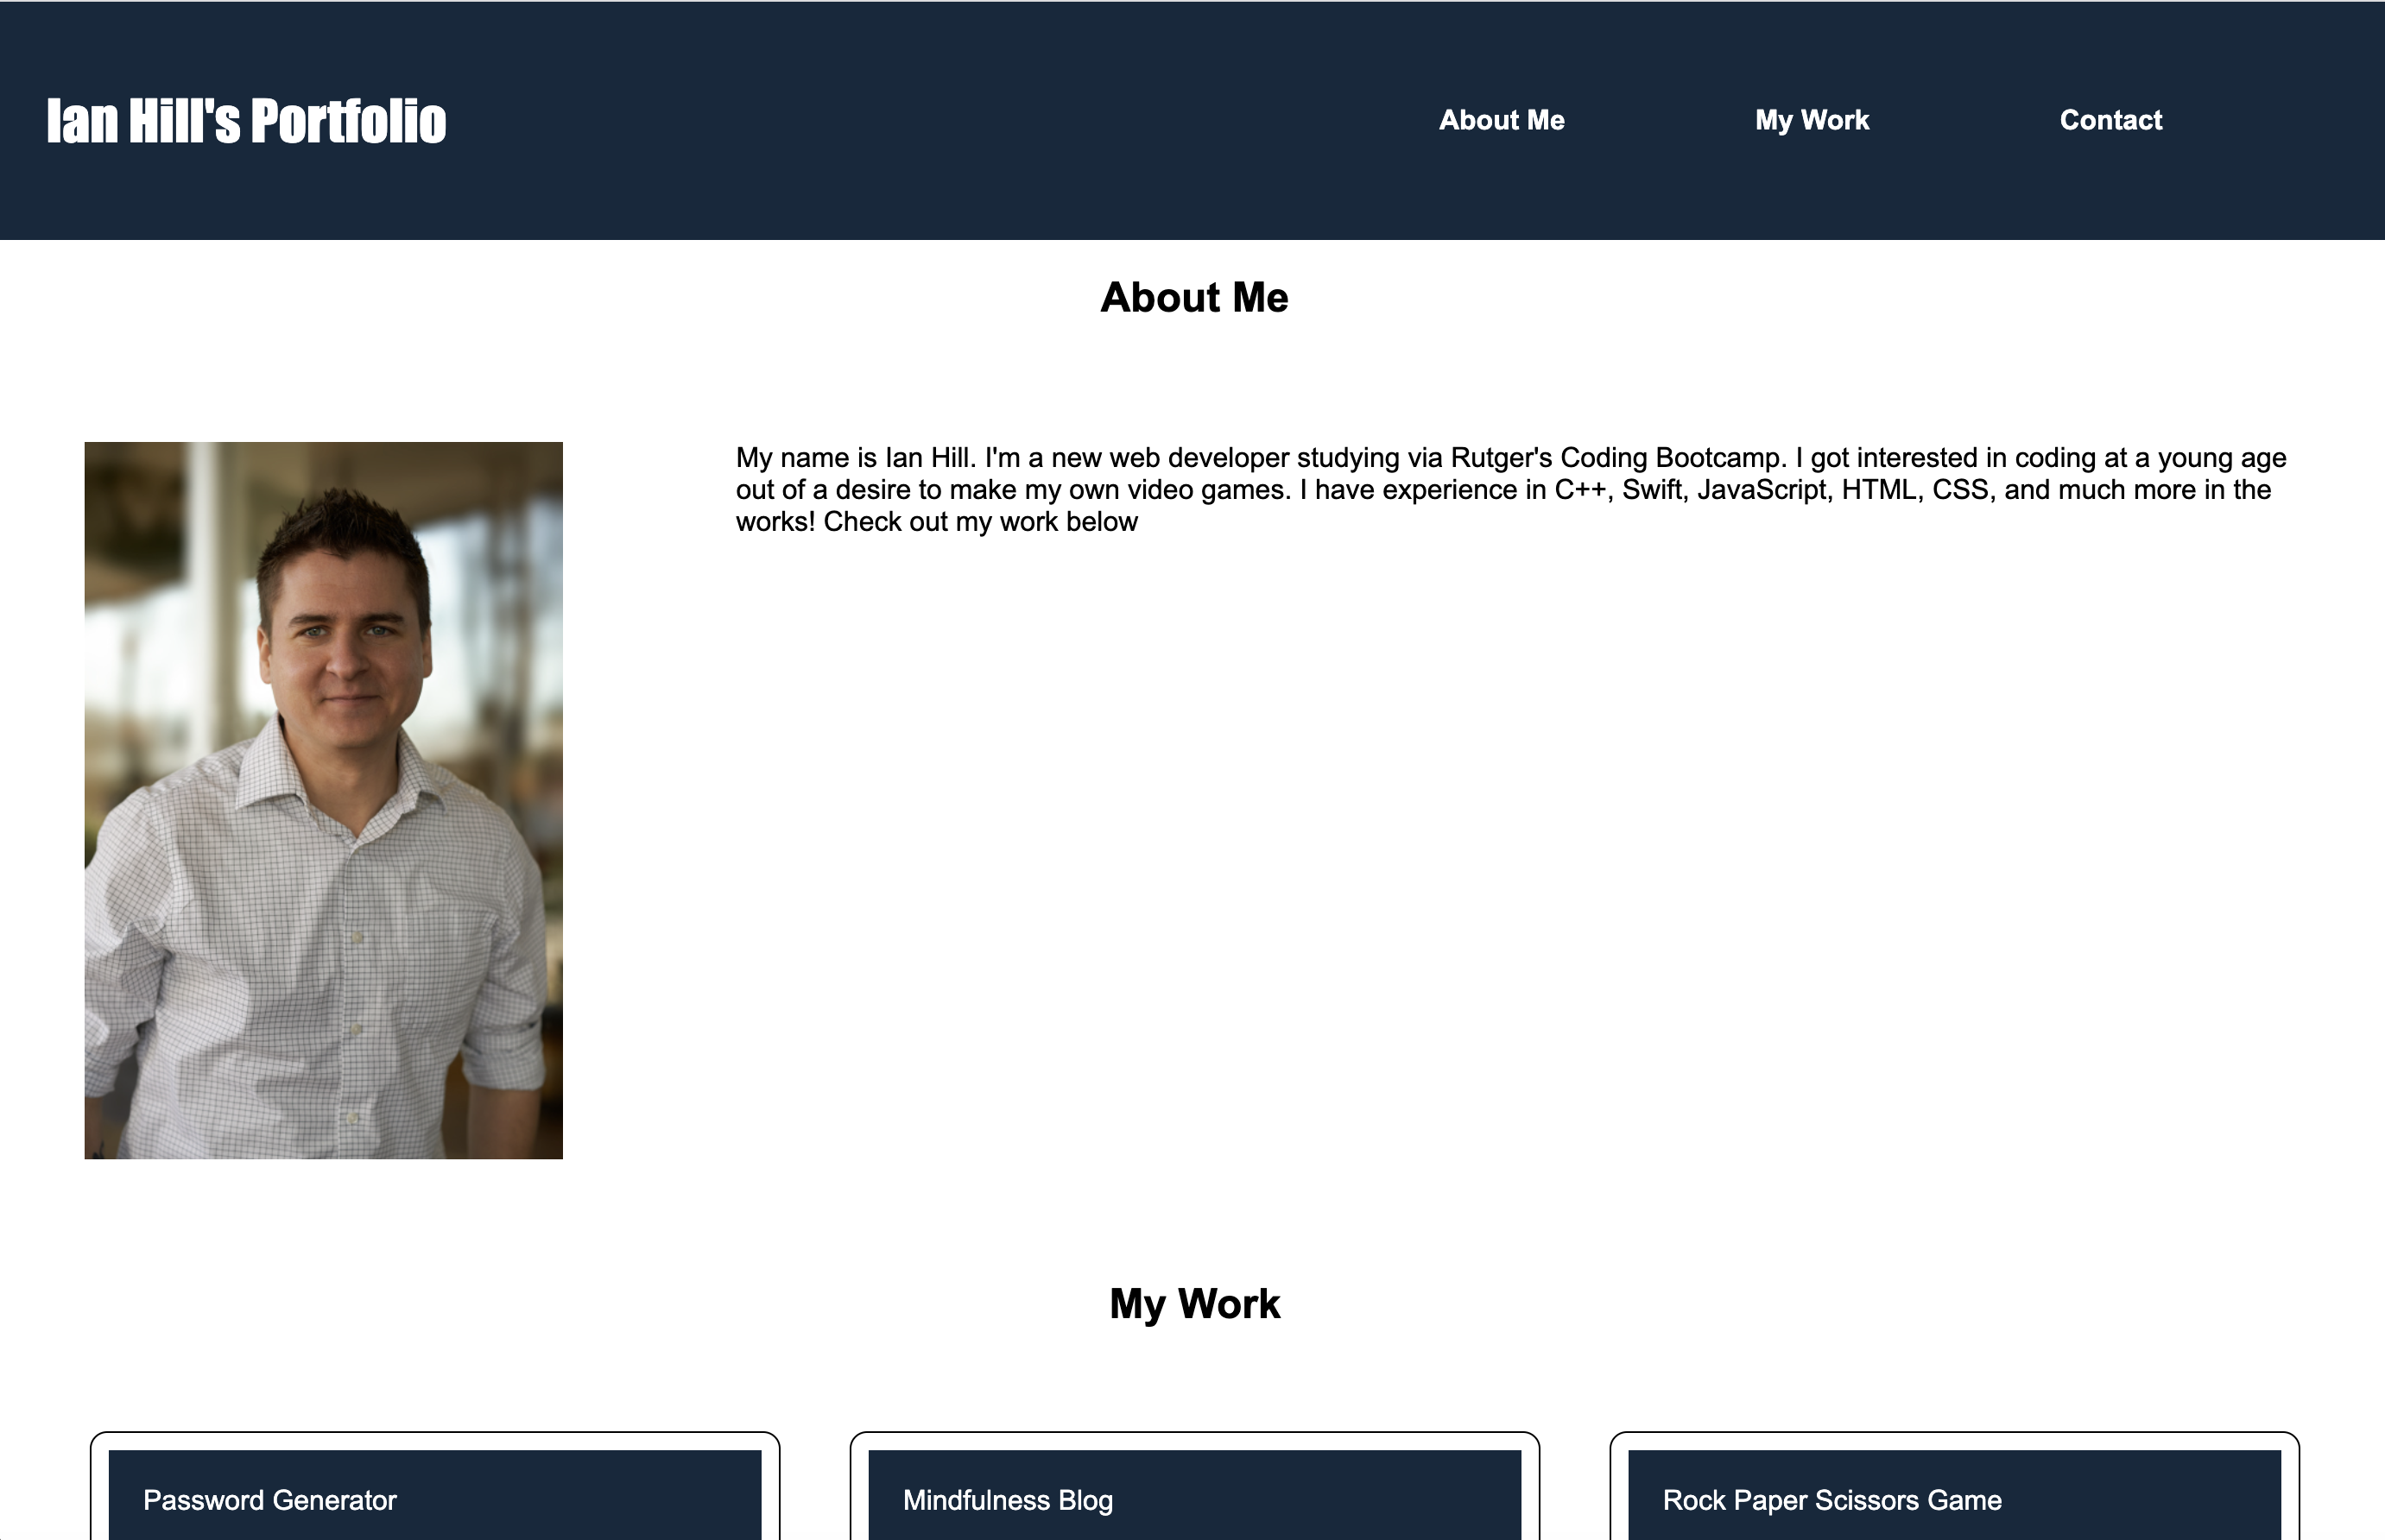 Ian Hill's Portfolio
About Me
My Work
Contact
About Me
My name is Ian Hill. I'm a new web developer studying via Rutger's Coding Bootcamp. I got interested in coding at a young age
out of a desire to make my own video games. I have experience in C++, Swift, JavaScript, HTML, CSS, and much more in the
works! Check out my work below
My Work
Password Generator
Mindfulness Blog
Rock Paper Scissors Game